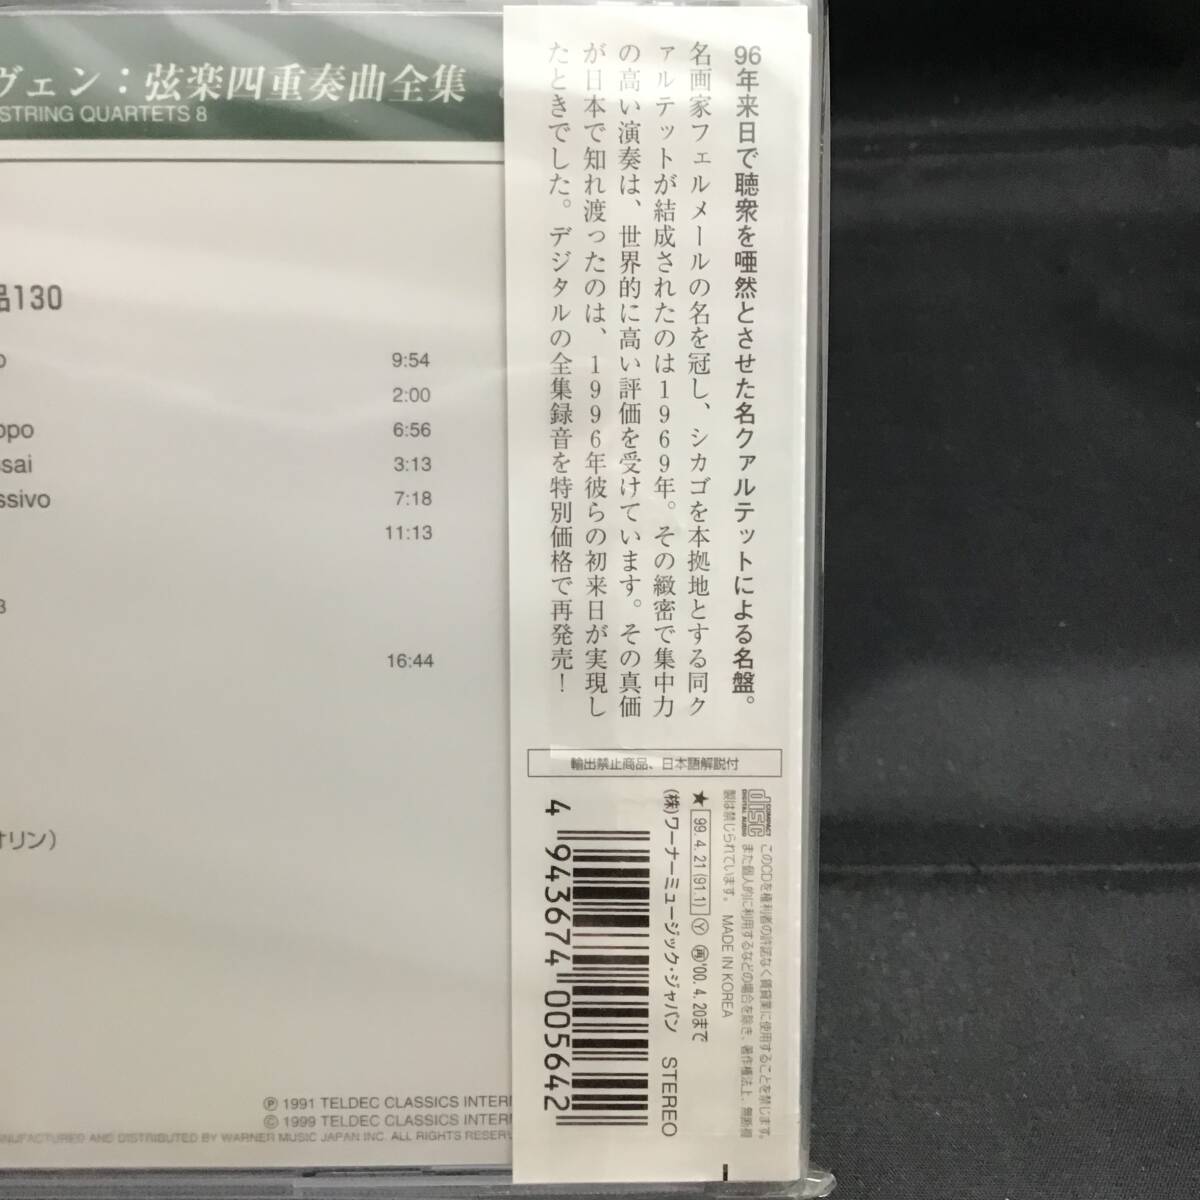 ヴェン：弦楽四重奏曲全集
STRING QUARTETS 8
品130
9:54
2:00
6:56
3:13
7:18
11:13
16:44
オリン）
Ⓟ 1991 TELDEC CLASSICS INTER
Ⓒ 1999 TELDEC CLASSICS INTER
AND DISTRIBUTED BY WARNER MUSIC JAPAN INC. ALL RIGHTS RESER
96年来日で聴衆を唖然とさせた名クァルテットによる名盤。
名画家フェルメールの名を冠し、シカゴを本拠地とする同ク
ァルテットが結成されたのは1969年。その緻密で集中力
の高い演奏は、世界的に高い評価を受けています。その真価
が日本で知れ渡ったのは、1996年彼らの初来日が実現し
たときでした。デジタルの全集録音を特別価格で再発売！
輸出禁止商品、日本語解説付
COMPACT
disc
DIGITAL AUDIO
このCDを権利者の許諾なく賃貸業に使用することを禁じます。
また個人的に利用するなどの場合を除き、著作権法上、無断複
製は禁じられています。 MADE IN KOREA
★ 99.4.21(91.1) Ⓨ ㊢'00.4.20まで
(株)ワーナーミュージック・ジャパン STEREO
4 943674 005642